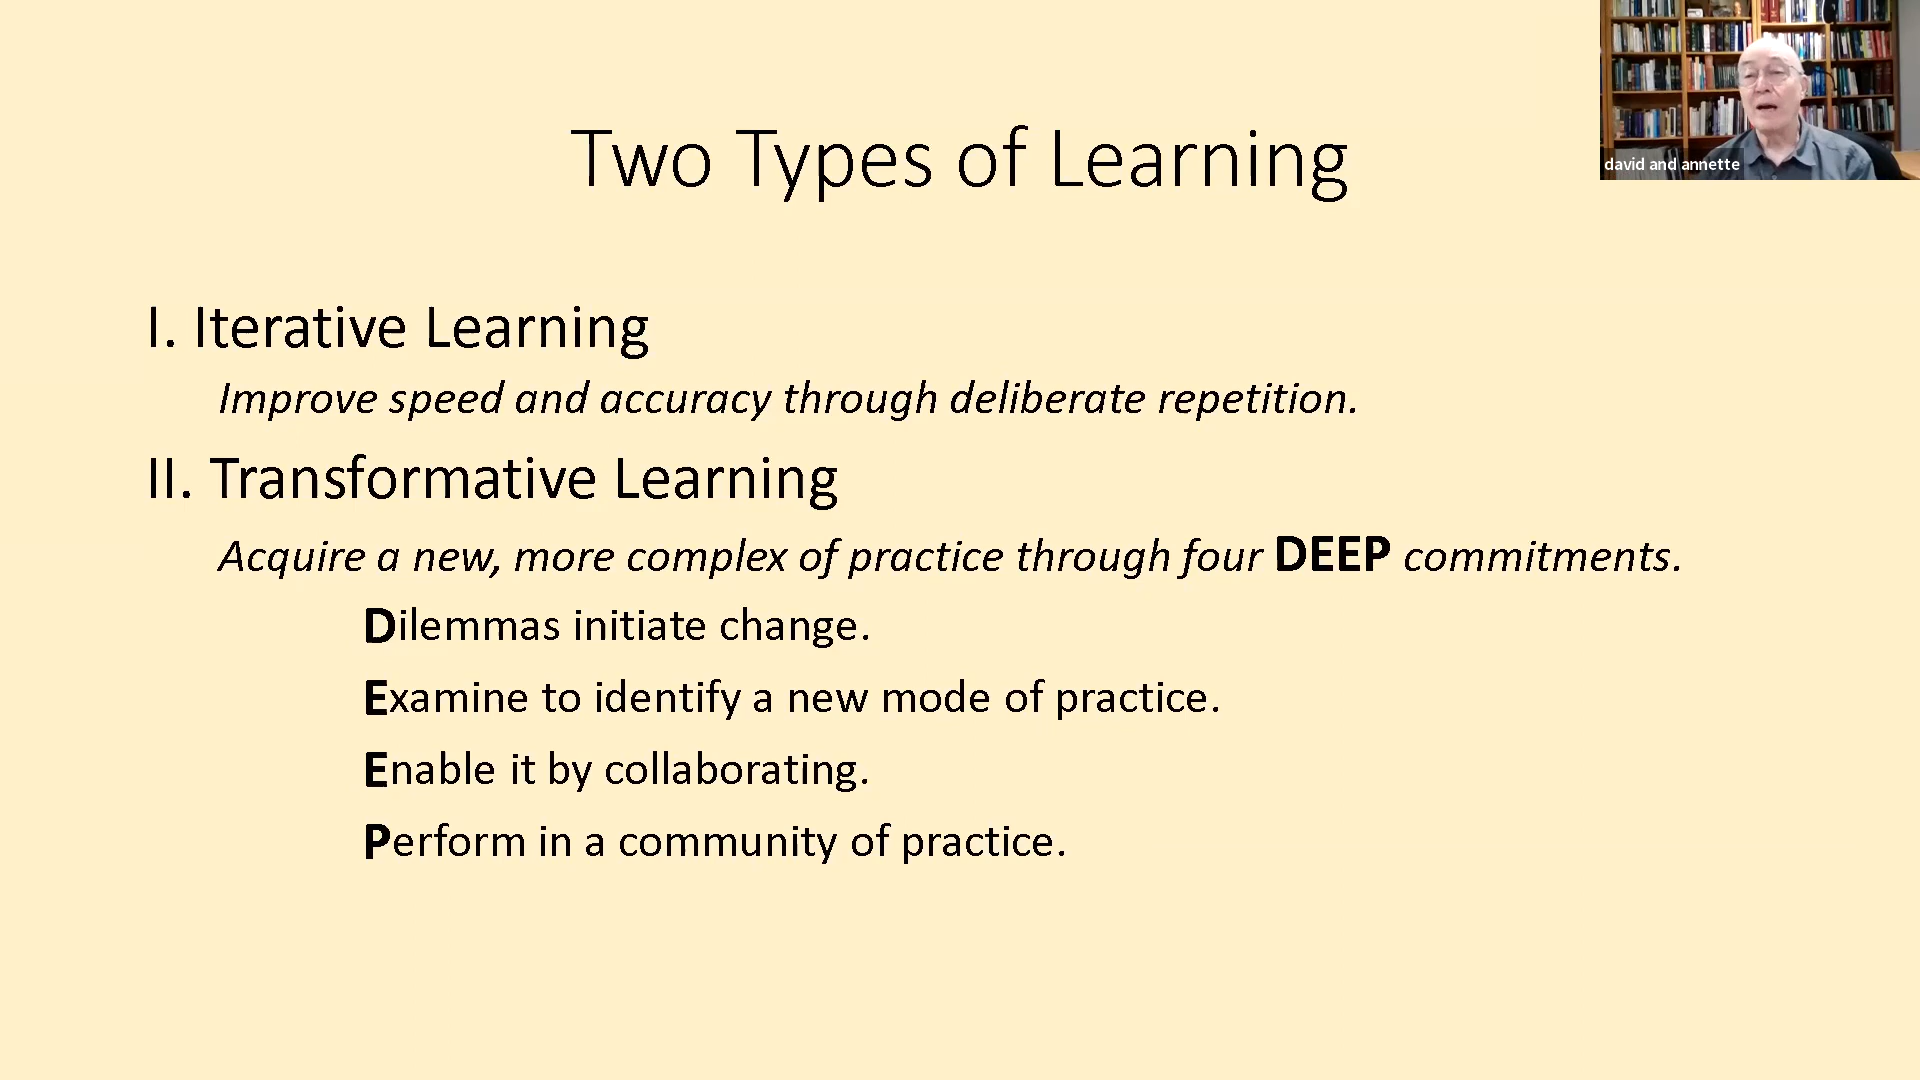 Two Types of Learning
david and annette
I. Iterative Learning
Improve speed and accuracy through deliberate repetition.
II. Transformative Learning
Acquire a new, more complex of practice through four DEEP commitments.
Dilemmas initiate change.
Examine to identify a new mode of practice.
Enable it by collaborating.
Perform in a community of practice.